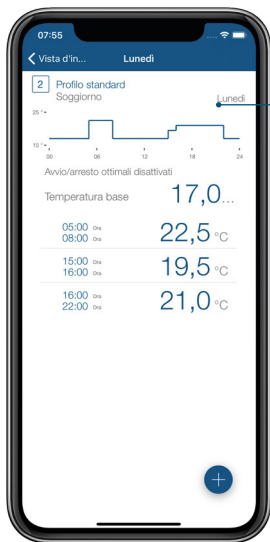 07:55
Vista d'in... Lunedì
2 Profilo standard
Soggiorno Lunedì
25 °
15 °
00 06 12 18 24
Avvio/arresto ottimali disattivati
Temperatura base 17,0...
05:00 Ora
08:00 Ora
22,5 °C
15:00 Ora
16:00 Ora
19,5 °C
16:00 Ora
22:00 Ora
21,0 °C